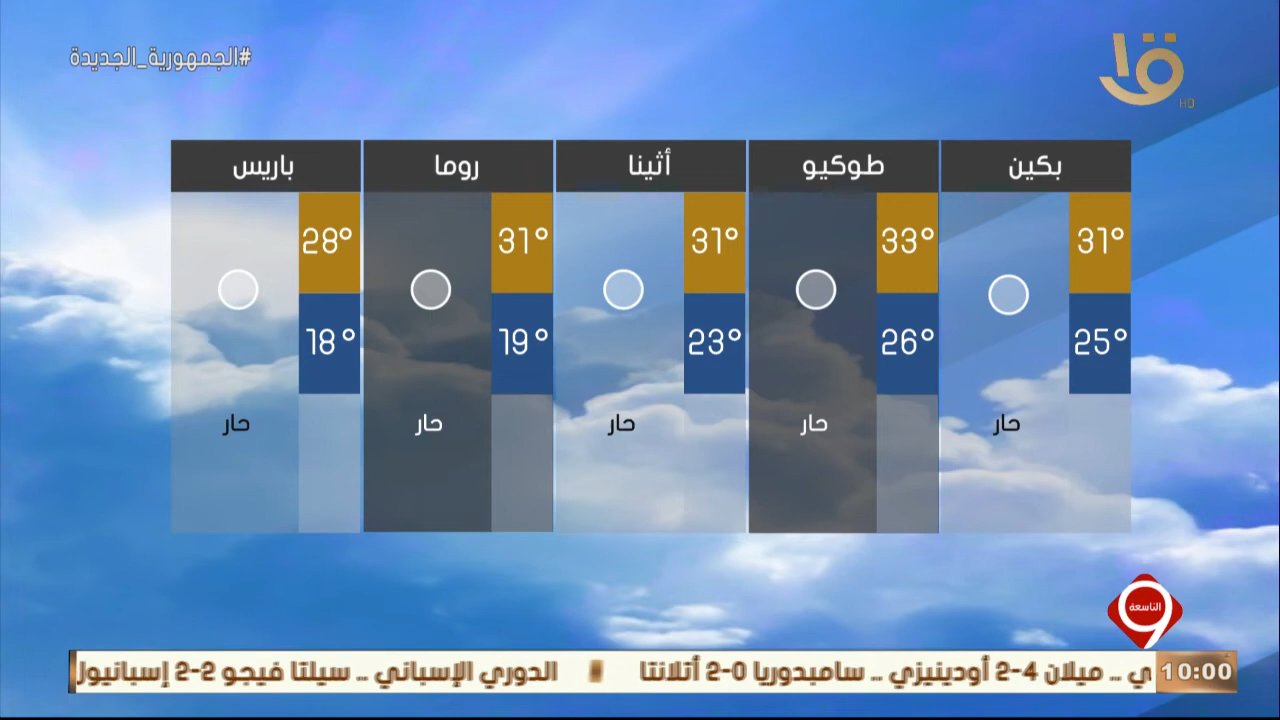 #الجمهورية_الجديدة
HD
بكين
طوكيو
أثينا
روما
باريس
31°
33°
31°
31°
28°
25°
26°
23°
19°
18°
حار
حار
حار
حار
حار
التاسعة
9
10:00
ي .. ميلان 4-2 أودينيزي .. سامبدوريا 0-2 أتلانتا
الدوري الإسباني .. سيلتا فيجو 2-2 إسبانيول